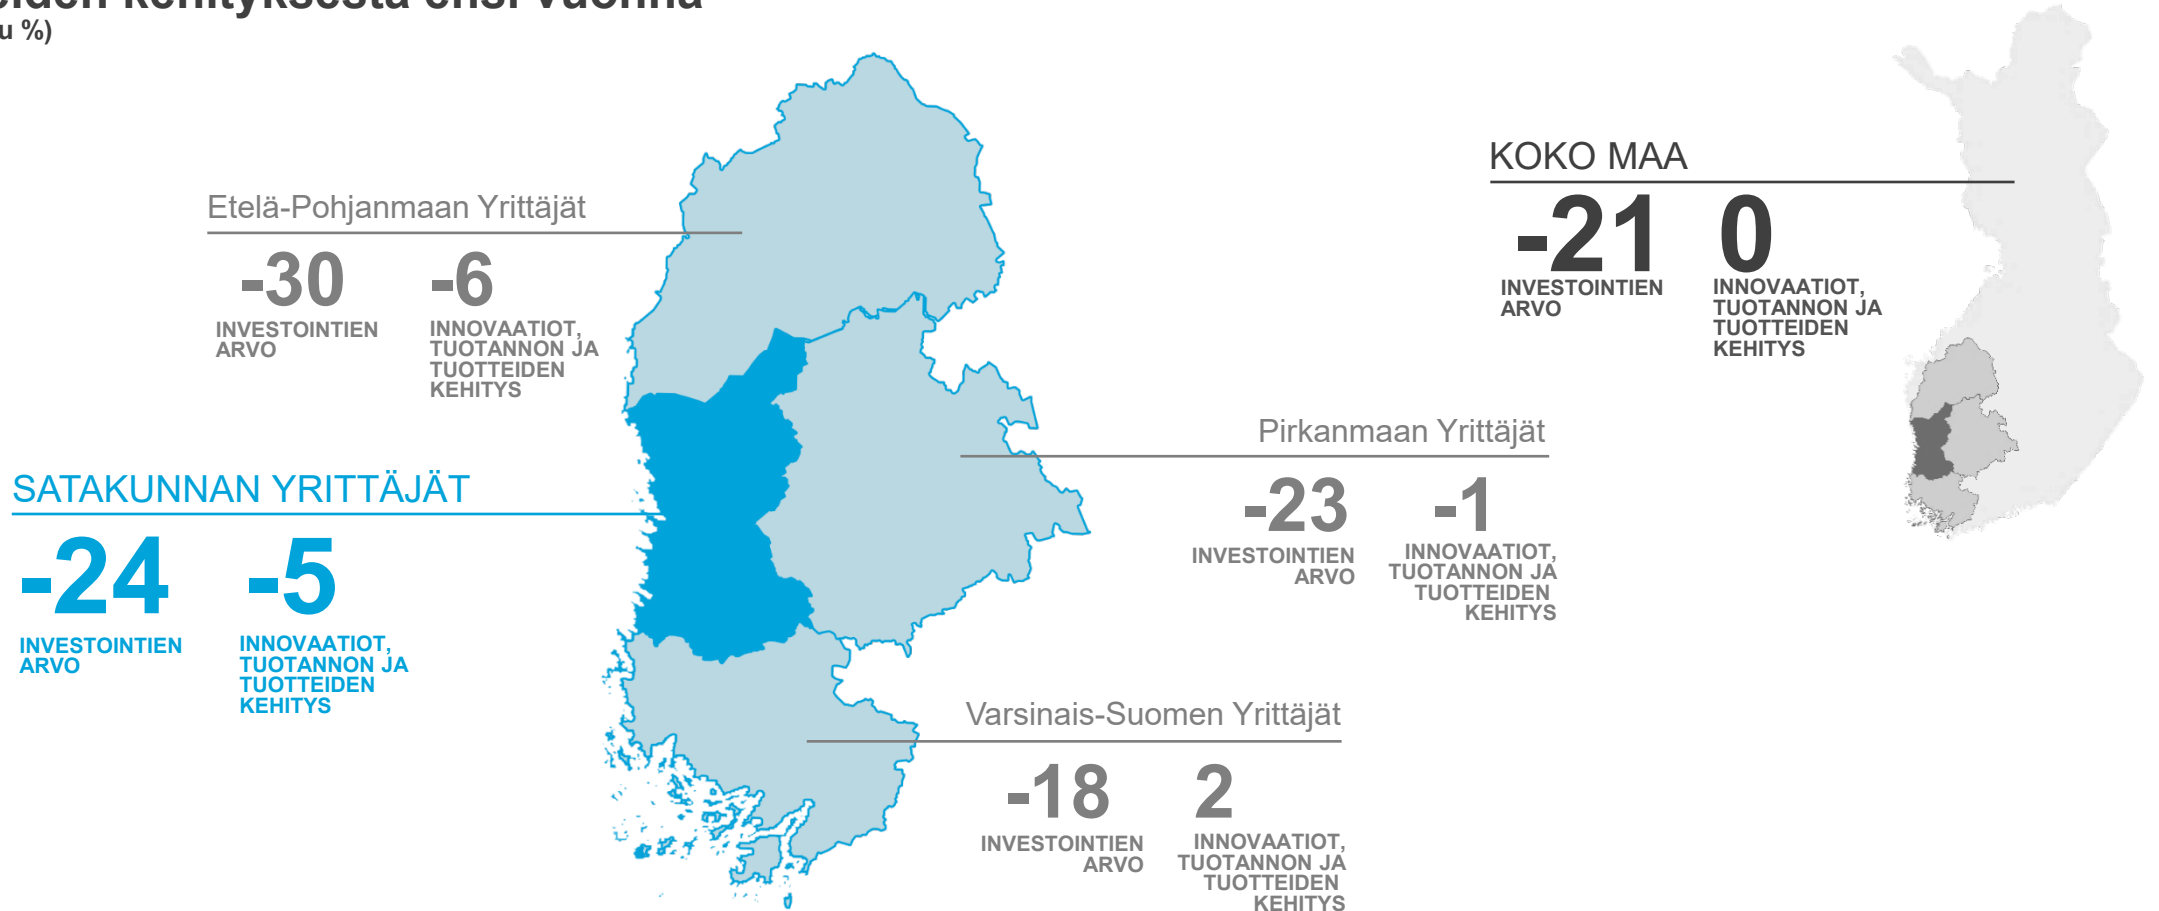 kehityksestä ensi vuonna
%)
KOKO MAA
-21 0
INVESTOINTIEN
ARVO
INNOVAATIOT,
TUOTANNON JA
TUOTTEIDEN
KEHITYS
Etelä-Pohjanmaan Yrittäjät
-30 -6
INVESTOINTIEN
ARVO
INNOVAATIOT,
TUOTANNON JA
TUOTTEIDEN
KEHITYS
Pirkanmaan Yrittäjät
-23 -1
INVESTOINTIEN
ARVO
INNOVAATIOT,
TUOTANNON JA
TUOTTEIDEN
KEHITYS
SATAKUNNAN YRITTÄJÄT
-24 -5
INVESTOINTIEN
ARVO
INNOVAATIOT,
TUOTANNON JA
TUOTTEIDEN
KEHITYS
Varsinais-Suomen Yrittäjät
-18 2
INVESTOINTIEN
ARVO
INNOVAATIOT,
TUOTANNON JA
TUOTTEIDEN
KEHITYS